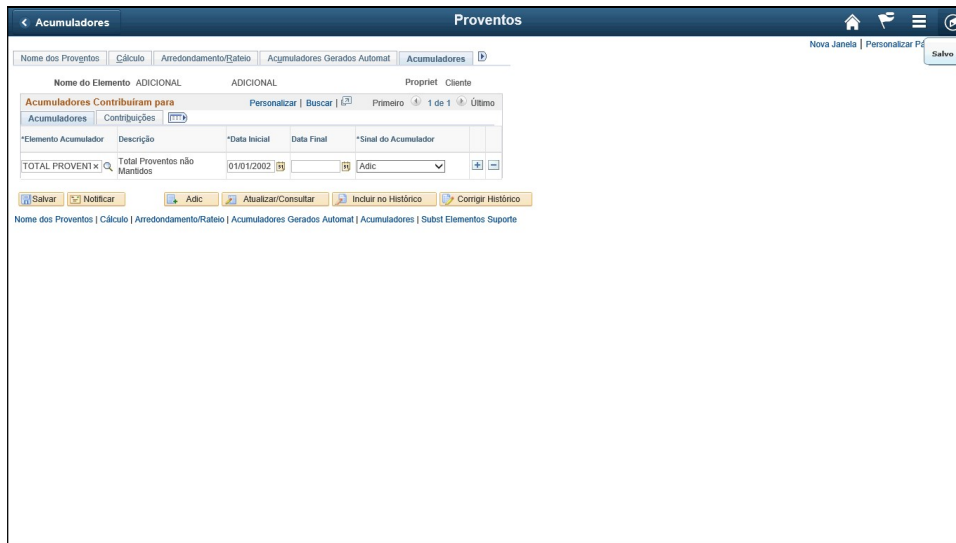 Acumuladores
Proventos
Nova Janela | Personalizar Pá
Salvo
Nome dos Proventos Cálculo Arredondamento/Rateio Acumuladores Gerados Automat Acumuladores
Nome do Elemento ADICIONAL ADICIONAL Propriet Cliente
Acumuladores Contribuíram para Personalizar | Buscar | Primeiro 1 de 1 Último
Acumuladores Contribuições
*Elemento Acumulador Descrição *Data Inicial Data Final *Sinal do Acumulador
TOTAL PROVENT Total Proventos não Mantidos 01/01/2002 Adic
Salvar Notificar Adic Atualizar/Consultar Incluir no Histórico Corrigir Histórico
Nome dos Proventos | Cálculo | Arredondamento/Rateio | Acumuladores Gerados Automat | Acumuladores | Subst Elementos Suporte